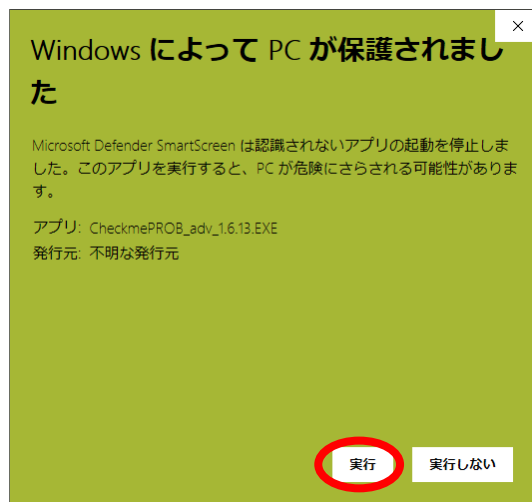 Windows によって PC が保護されまし
た
Microsoft Defender SmartScreen は認識されないアプリの起動を停止しま
した。このアプリを実行すると、PC が危険にさらされる可能性がありま
す。
アプリ: CheckmePROB_adv_1.6.13.EXE
発行元: 不明な発行元
実行 実行しない